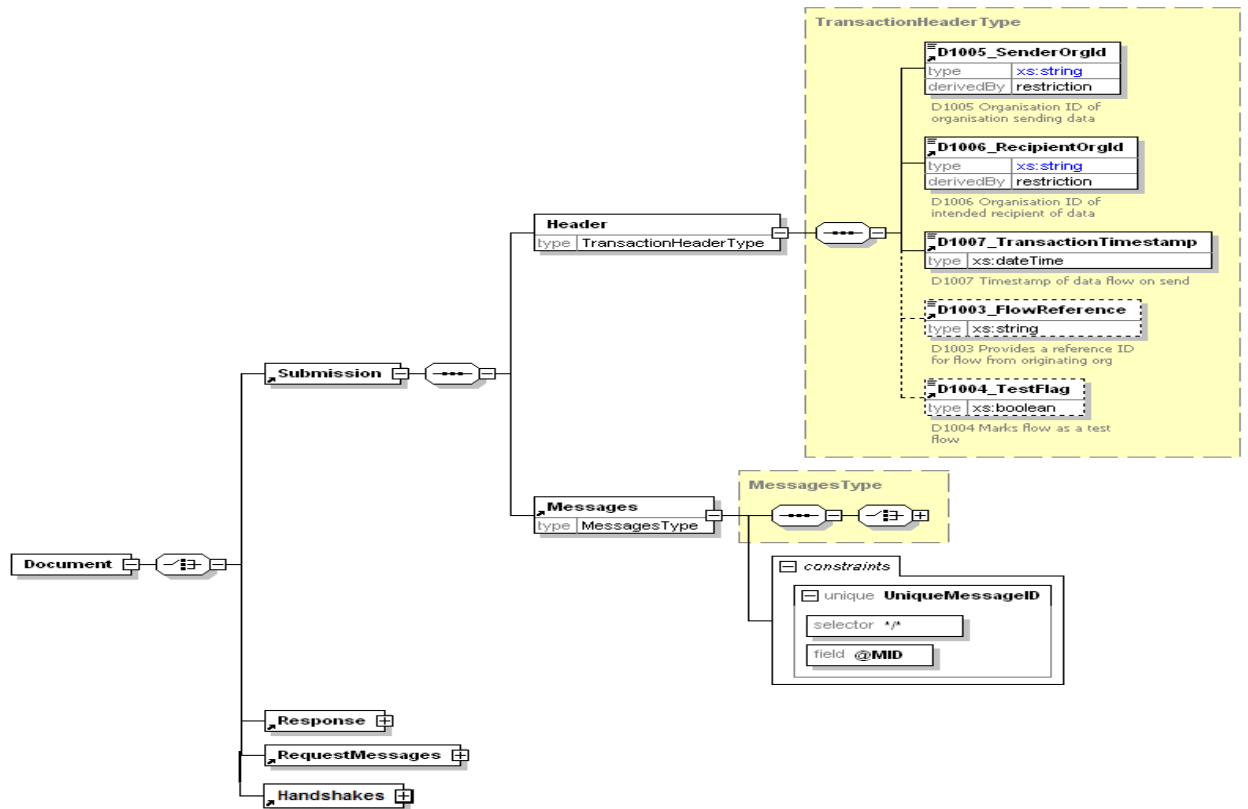 TransactionHeaderType
D1005_SenderOrgId
type xs:string
derivedBy restriction
D1005 Organisation ID of
organisation sending data
D1006_RecipientOrgId
type xs:string
derivedBy restriction
D1006 Organisation ID of
intended recipient of data
Header
type TransactionHeaderType
D1007_TransactionTimestamp
type xs:dateTime
D1007 Timestamp of data flow on send
D1003_FlowReference
type xs:string
D1003 Provides a reference ID
for flow from originating org
Submission
D1004_TestFlag
type xs:boolean
D1004 Marks flow as a test
flow
MessagesType
Messages
type MessagesType
Document
constraints
unique UniqueMessageID
selector */*
field @MID
Response
RequestMessages
Handshakes